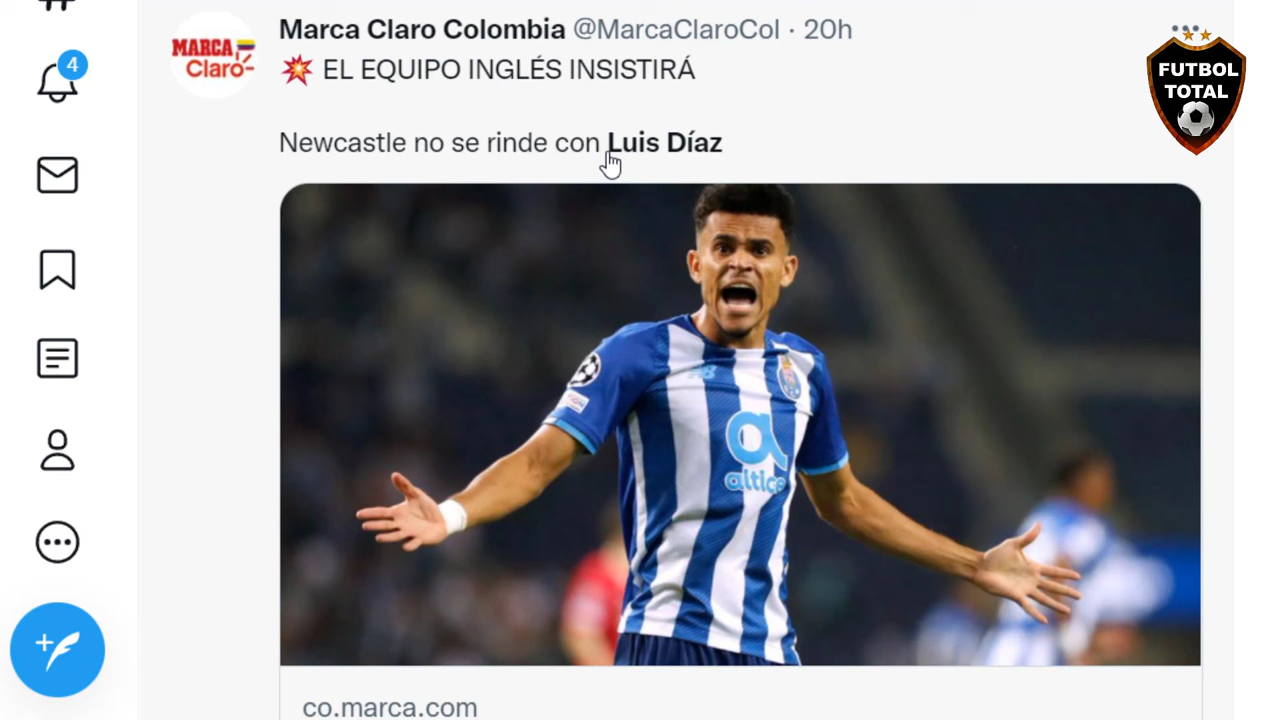 Marca Claro Colombia @MarcaClaroCol · 20h
MARCA
Claro
💥 EL EQUIPO INGLÉS INSISTIRÁ
4
FUTBOL
TOTAL
Newcastle no se rinde con Luis Díaz
altice
co.marca.com